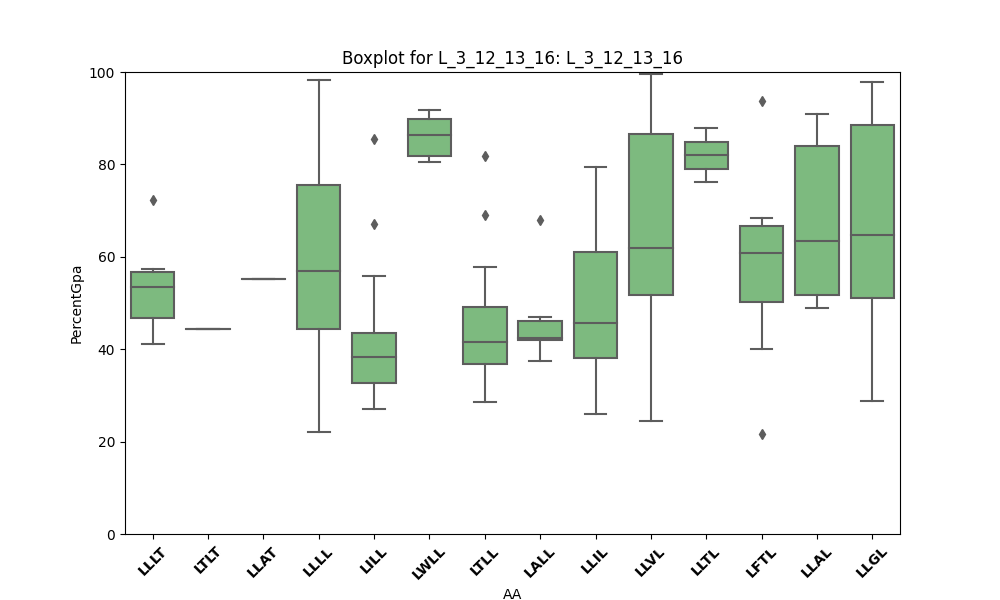 Boxplot for L_3_12_13_16: L_3_12_13_16
100
80
60
40
20
0
PercentGpa
LLLT LTLT LLAT LLLL LILL LWLL LTLL LALL LLIL LLVL LLTL LFTL LLAL LLGL
AA